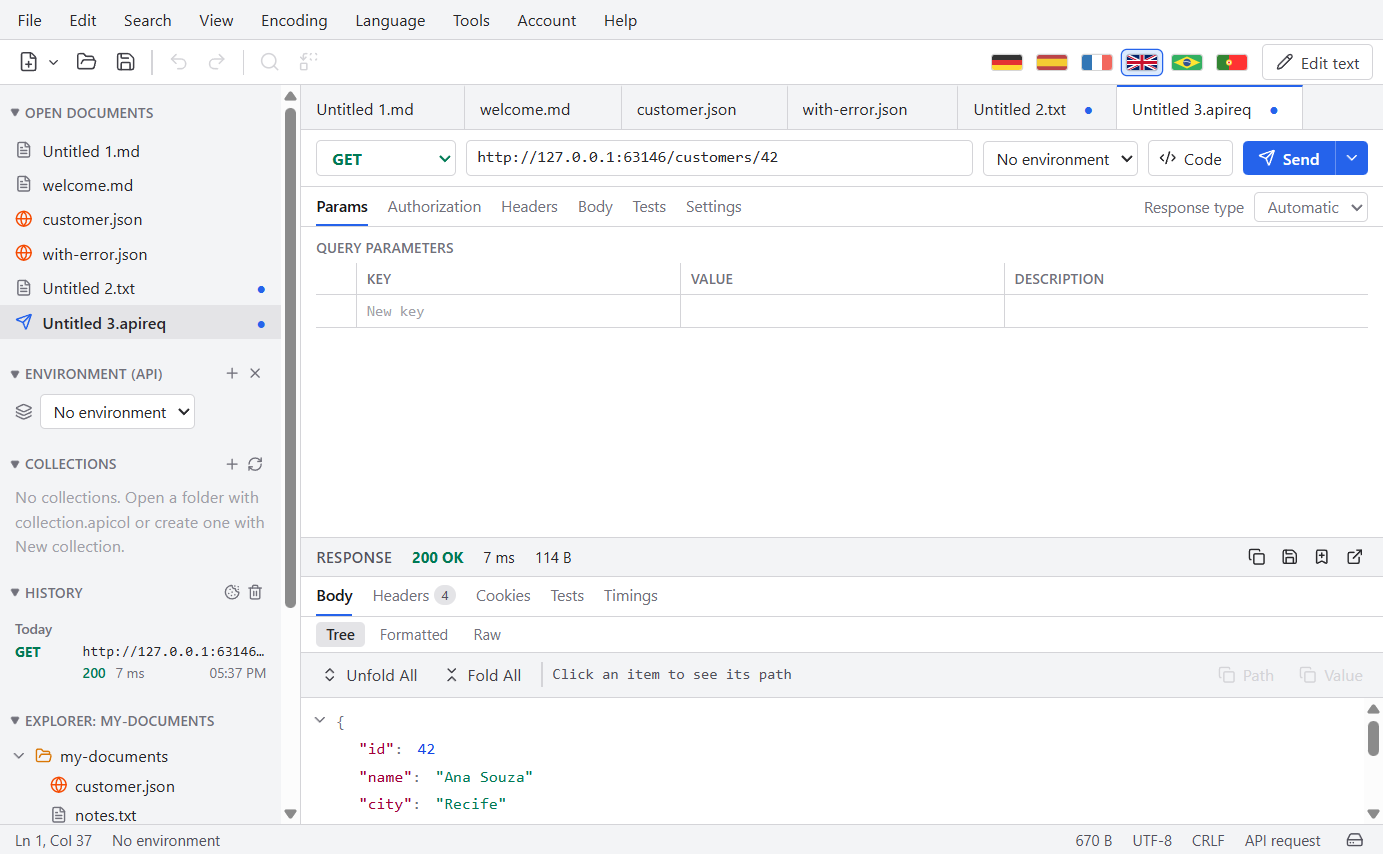 File Edit Search View Encoding Language Tools Account Help
Edit text
OPEN DOCUMENTS
Untitled 1.md
welcome.md
customer.json
with-error.json
Untitled 2.txt
Untitled 3.apireq
ENVIRONMENT (API)
No environment
COLLECTIONS
No collections. Open a folder with
collection.apicol or create one with
New collection.
HISTORY
Today
GET http://127.0.0.1:63146…
200 7 ms 05:37 PM
EXPLORER: MY-DOCUMENTS
my-documents
customer.json
notes.txt
Untitled 1.md welcome.md customer.json with-error.json Untitled 2.txt Untitled 3.apireq
GET http://127.0.0.1:63146/customers/42 No environment Code Send
Params Authorization Headers Body Tests Settings Response type Automatic
QUERY PARAMETERS
KEY VALUE DESCRIPTION
New key
RESPONSE 200 OK 7 ms 114 B
Body Headers 4 Cookies Tests Timings
Tree Formatted Raw
Unfold All Fold All Click an item to see its path Path Value
{
"id": 42
"name": "Ana Souza"
"city": "Recife"
Ln 1, Col 37 No environment 670 B UTF-8 CRLF API request